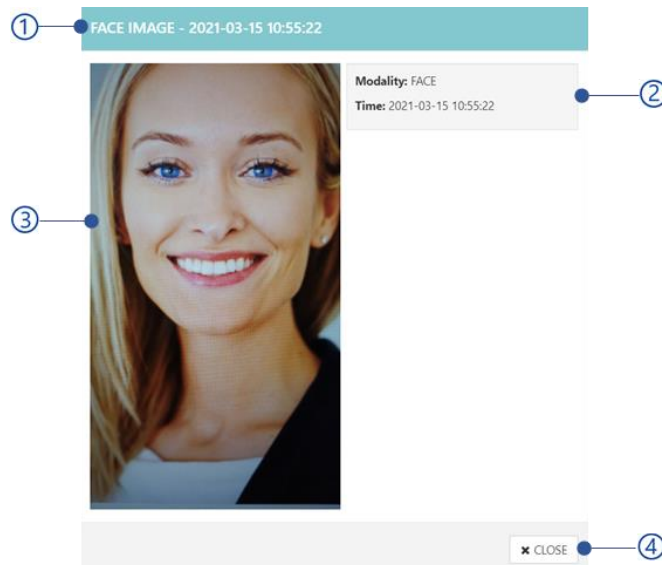 1
FACE IMAGE - 2021-03-15 10:55:22
Modality: FACE
Time: 2021-03-15 10:55:22
2
3
✖ CLOSE
4